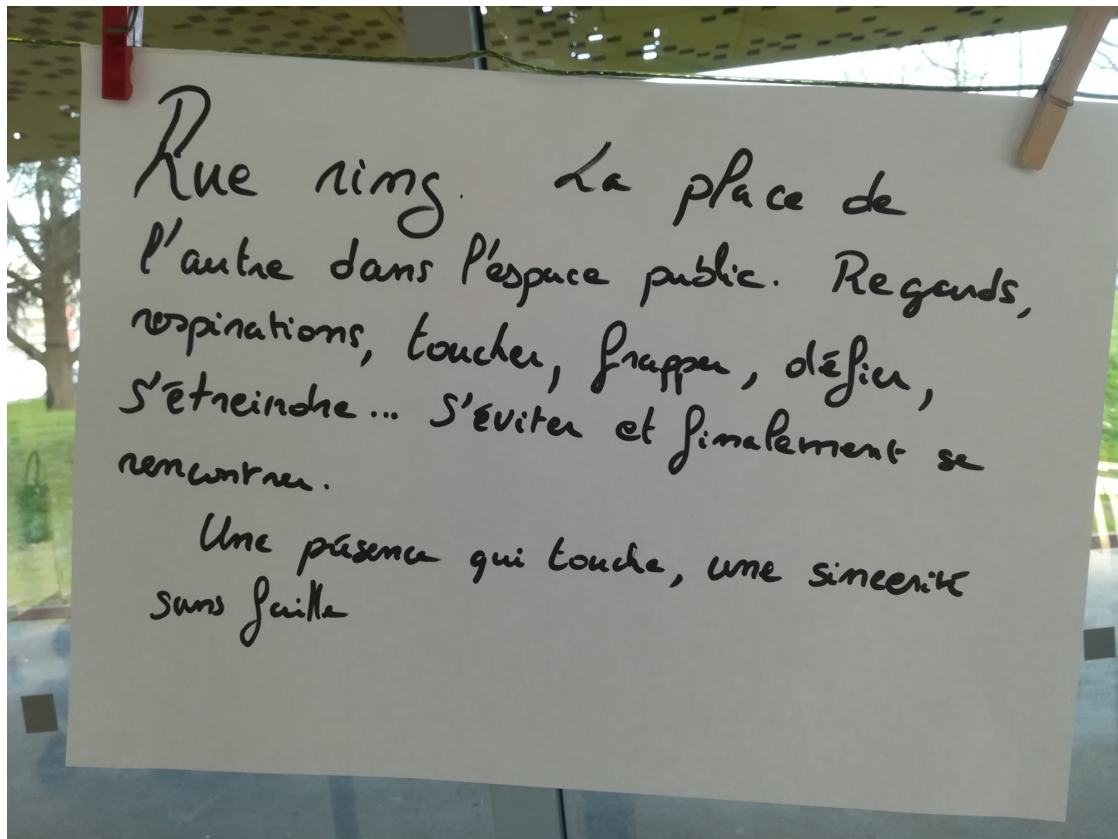 Rue ring. La place de
l'autre dans l'espace public. Regards,
respirations, toucher, frapper, défier,
s'étreindre... S'éviter et finalement se
rencontrer.
Une présence qui touche, une sincérité
sans faille